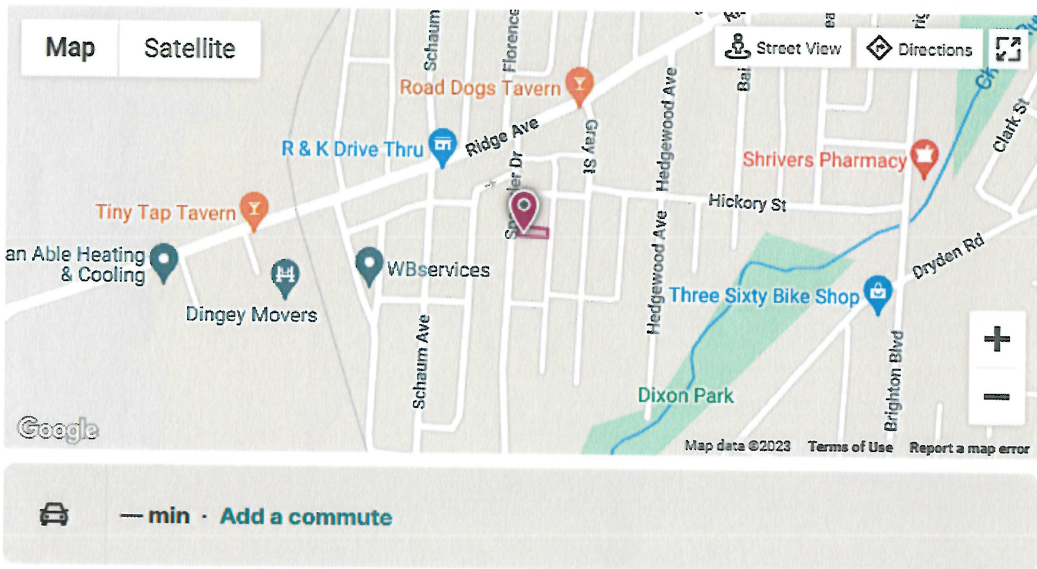 Map
Satellite
Street View
Directions
Schaum
Florence
Road Dogs Tavern
Ridge Ave
R & K Drive Thru
Gray St
Hedgewood Ave
Clark St
Shrivers Pharmacy
Tiny Tap Tavern
Hickory St
an Able Heating
& Cooling
WBservices
Dingey Movers
Hedgewood Ave
Dryden Rd
Three Sixty Bike Shop
Schaum Ave
Brighton Blvd
Dixon Park
+
−
Google
Map data ©2023
Terms of Use
Report a map error
— min · Add a commute